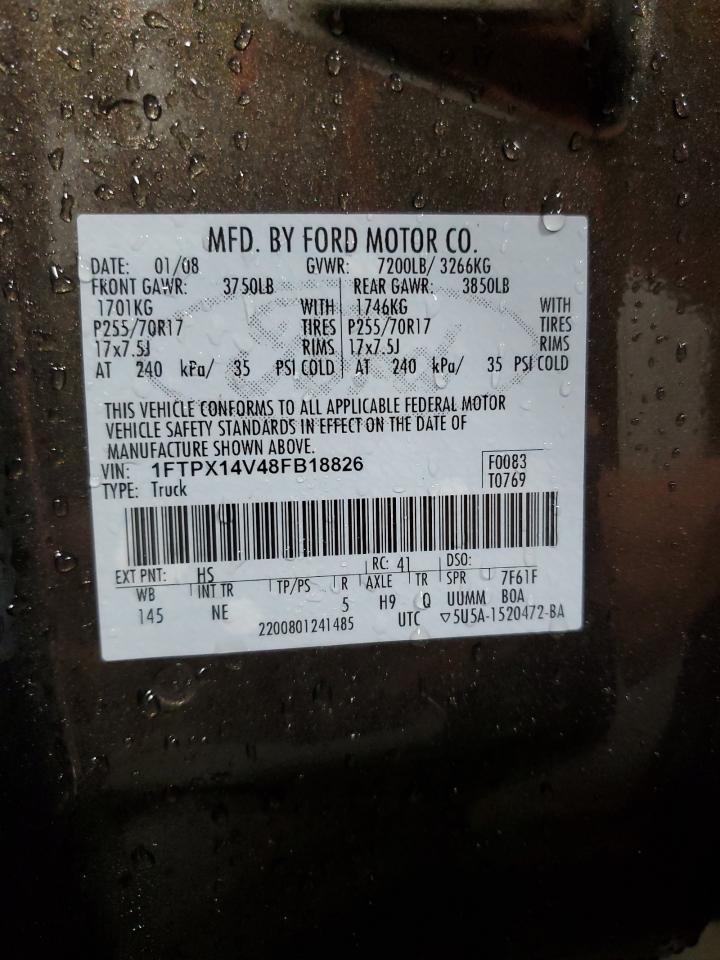 MFD. BY FORD MOTOR CO.
DATE: 01/08 GVWR: 7200LB/ 3266KG
FRONT GAWR: 3750LB REAR GAWR: 3850LB
1701KG WITH 1746KG WITH
P255/70R17 TIRES P255/70R17 TIRES
17x7.5J RIMS 17x7.5J RIMS
AT 240 kPa/ 35 PSI COLD AT 240 kPa/ 35 PSI COLD
THIS VEHICLE CONFORMS TO ALL APPLICABLE FEDERAL MOTOR
VEHICLE SAFETY STANDARDS IN EFFECT ON THE DATE OF
MANUFACTURE SHOWN ABOVE.
VIN: 1FTPX14V48FB18826 F0083
TYPE: Truck T0769
EXT PNT: HS RC: 41 DSO:
WB INT TR TP/PS R AXLE TR SPR 7F61F
145 NE 5 H9 Q UUMM BOA
2200801241485 UTC ▽5U5A-1520472-BA